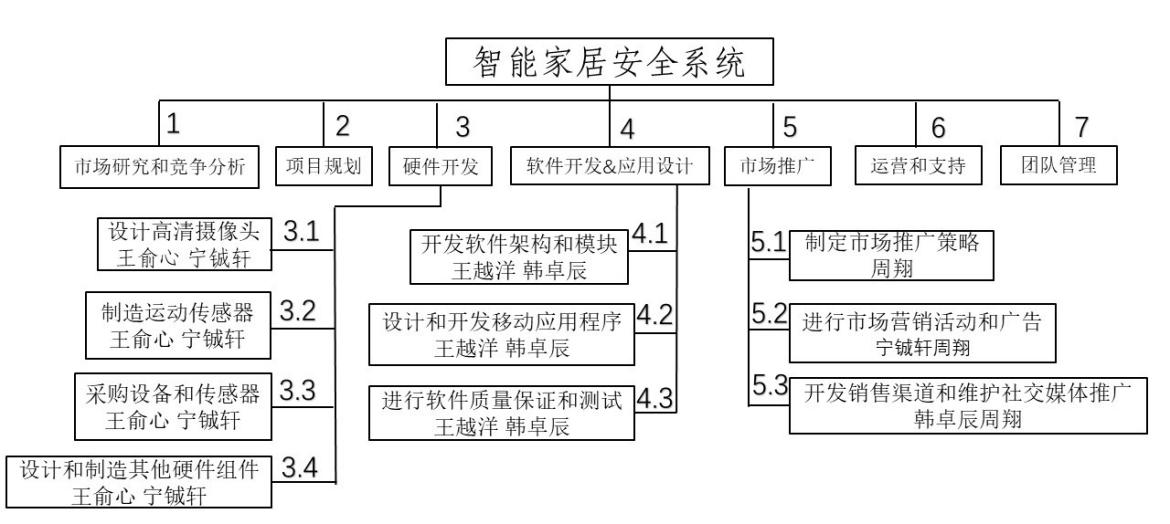 智能家居安全系统
1
市场研究和竞争分析
2
项目规划
3
硬件开发
4
软件开发&应用设计
5
市场推广
6
运营和支持
7
团队管理
3.1
设计高清摄像头
王俞心 宁铖轩
3.2
制造运动传感器
王俞心 宁铖轩
3.3
采购设备和传感器
王俞心 宁铖轩
3.4
设计和制造其他硬件组件
王俞心 宁铖轩
4.1
开发软件架构和模块
王越洋 韩卓辰
4.2
设计和开发移动应用程序
王越洋 韩卓辰
4.3
进行软件质量保证和测试
王越洋 韩卓辰
5.1
制定市场推广策略
周翔
5.2
进行市场营销活动和广告
宁铖轩周翔
5.3
开发销售渠道和维护社交媒体推广
韩卓辰周翔